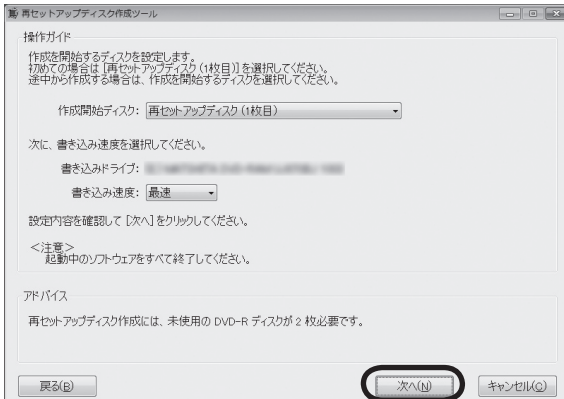 再セットアップディスク作成ツール
操作ガイド
作成を開始するディスクを設定します。
初めての場合は［再セットアップディスク（1枚目）］を選択してください。
途中から作成する場合は、作成を開始するディスクを選択してください。
作成開始ディスク： 再セットアップディスク（1枚目）
次に、書き込み速度を選択してください。
書き込みドライブ：
書き込み速度： 最速
設定内容を確認して［次へ］をクリックしてください。
＜注意＞
起動中のソフトウェアをすべて終了してください。
アドバイス
再セットアップディスク作成には、未使用の DVD-R ディスクが 2 枚必要です。
戻る(B) 次へ(N) キャンセル(C)